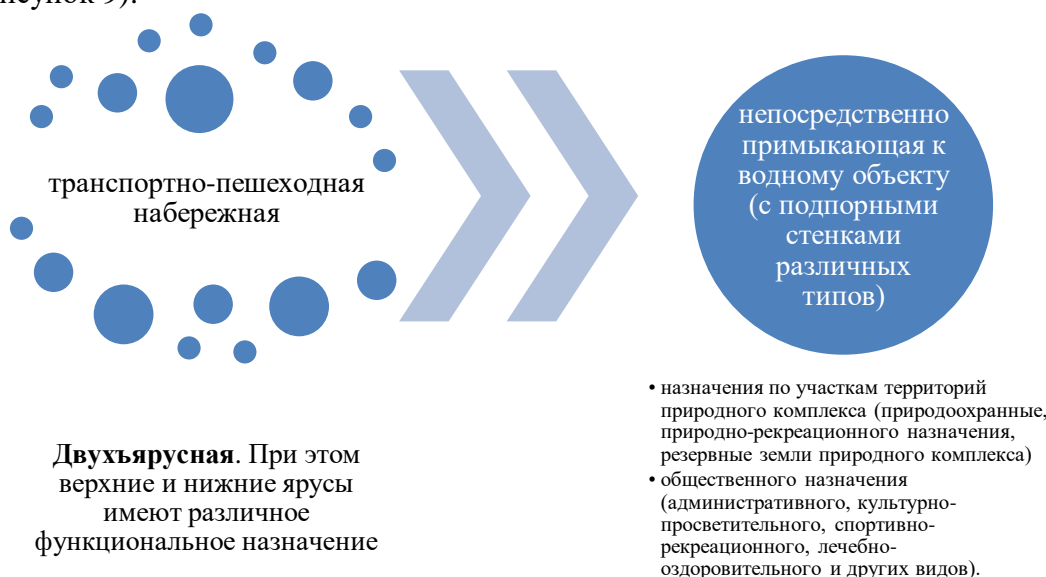 исунок 9).
транспортно-пешеходная
набережная
непосредственно
примыкающая к
водному объекту
(с подпорными
стенками
различных
типов)
Двухъярусная. При этом
верхние и нижние ярусы
имеют различное
функциональное назначение
• назначения по участкам территорий
природного комплекса (природоохранные,
природно-рекреационного назначения,
резервные земли природного комплекса)
• общественного назначения
(административного, культурно-
просветительного, спортивно-
рекреационного, лечебно-
оздоровительного и других видов).